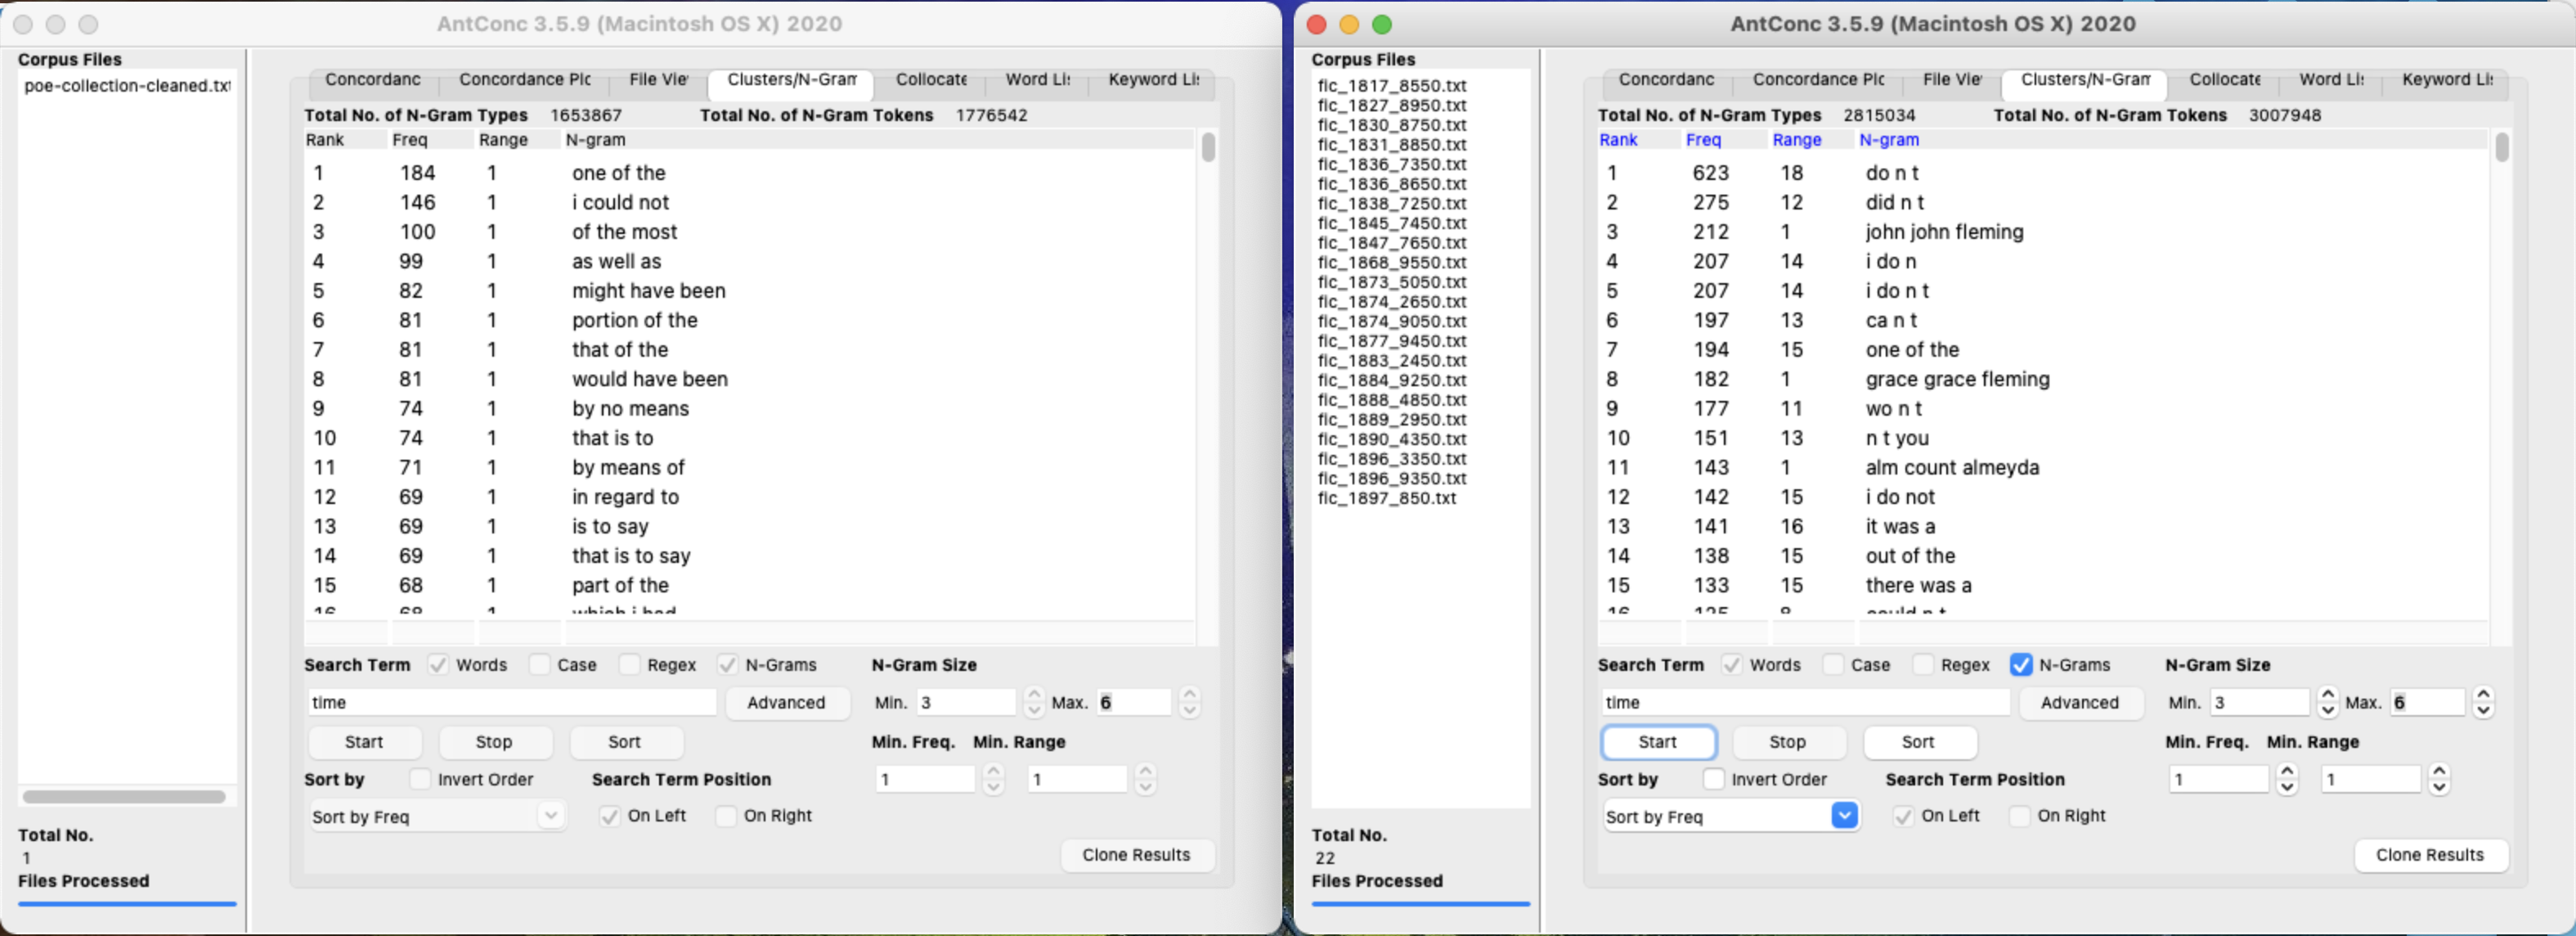 AntConc 3.5.9 (Macintosh OS X) 2020
Corpus Files
poe-collection-cleaned.txt
Concordanc Concordance Plc File Vie Clusters/N-Gram Collocate Word Lis Keyword Lis
Total No. of N-Gram Types 1653867 Total No. of N-Gram Tokens 1776542
Rank Freq Range N-gram
1 184 1 one of the
2 146 1 i could not
3 100 1 of the most
4 99 1 as well as
5 82 1 might have been
6 81 1 portion of the
7 81 1 that of the
8 81 1 would have been
9 74 1 by no means
10 74 1 that is to
11 71 1 by means of
12 69 1 in regard to
13 69 1 is to say
14 69 1 that is to say
15 68 1 part of the
16 68 1 which i had
Search Term Words Case Regex N-Grams N-Gram Size
time Advanced Min. 3 Max. 6
Start Stop Sort Min. Freq. Min. Range
Sort by Invert Order Search Term Position 1 1
Sort by Freq On Left On Right
Clone Results
Total No.
1
Files Processed
AntConc 3.5.9 (Macintosh OS X) 2020
Corpus Files
fic_1817_8550.txt
fic_1827_8950.txt
fic_1830_8750.txt
fic_1831_8850.txt
fic_1836_7350.txt
fic_1836_8650.txt
fic_1838_7250.txt
fic_1845_7450.txt
fic_1847_7650.txt
fic_1868_9550.txt
fic_1873_5050.txt
fic_1874_2650.txt
fic_1874_9050.txt
fic_1877_9450.txt
fic_1883_2450.txt
fic_1884_9250.txt
fic_1888_4850.txt
fic_1889_2950.txt
fic_1890_4350.txt
fic_1896_3350.txt
fic_1896_9350.txt
fic_1897_850.txt
Concordanc Concordance Plc File Vie Clusters/N-Gram Collocate Word Lis Keyword Lis
Total No. of N-Gram Types 2815034 Total No. of N-Gram Tokens 3007948
Rank Freq Range N-gram
1 623 18 do n t
2 275 12 did n t
3 212 1 john john fleming
4 207 14 i do n
5 207 14 i do n t
6 197 13 ca n t
7 194 15 one of the
8 182 1 grace grace fleming
9 177 11 wo n t
10 151 13 n t you
11 143 1 alm count almeyda
12 142 15 i do not
13 141 16 it was a
14 138 15 out of the
15 133 15 there was a
16 125 8 could n t
Search Term Words Case Regex N-Grams N-Gram Size
time Advanced Min. 3 Max. 6
Start Stop Sort Min. Freq. Min. Range
Sort by Invert Order Search Term Position 1 1
Sort by Freq On Left On Right
Clone Results
Total No.
22
Files Processed